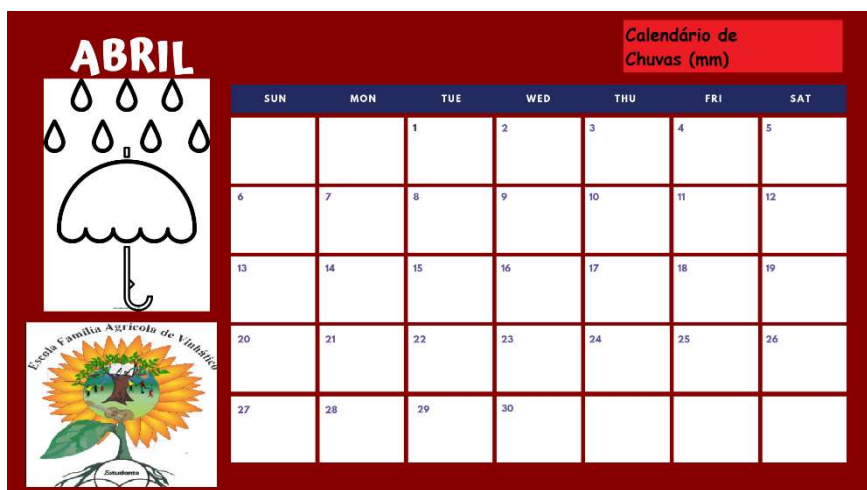 ABRIL
Calendário de
Chuvas (mm)
SUN MON TUE WED THU FRI SAT
1 2 3 4 5
6 7 8 9 10 11 12
13 14 15 16 17 18 19
20 21 22 23 24 25 26
27 28 29 30
Escola Família Agrícola de Vinhático
Estudante